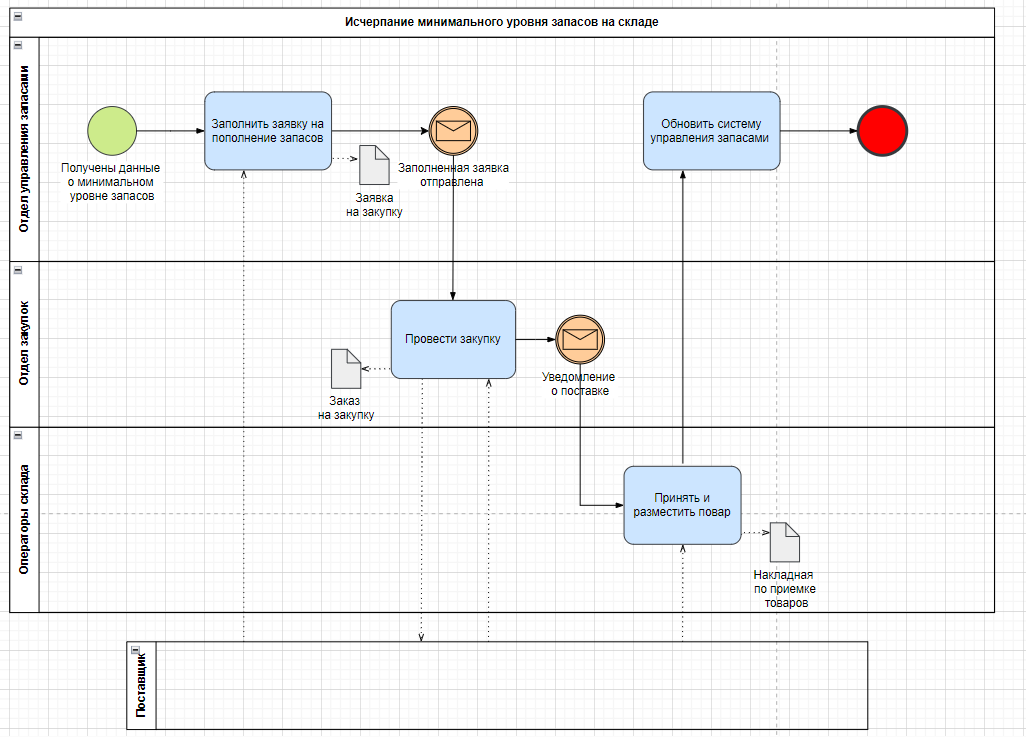 Исчерпание минимального уровня запасов на складе
Отдел управления запасами
Получены данные
о минимальном
уровне запасов
Заполнить заявку на
пополнение запасов
Заявка
на закупку
Заполненная заявка
отправлена
Обновить систему
управления запасами
Отдел закупок
Провести закупку
Заказ
на закупку
Уведомление
о поставке
Операторы склада
Принять и
разместить повар
Накладная
по приемке
товаров
Поставщик